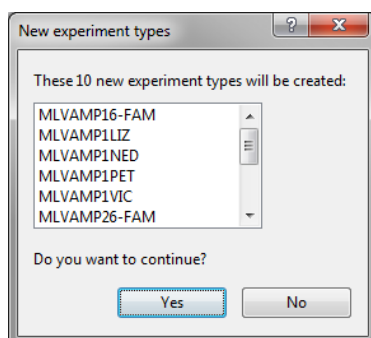 New experiment types
These 10 new experiment types will be created:
MLVAMP16-FAM
MLVAMP1LIZ
MLVAMP1NED
MLVAMP1PET
MLVAMP1VIC
MLVAMP26-FAM
Do you want to continue?
Yes No